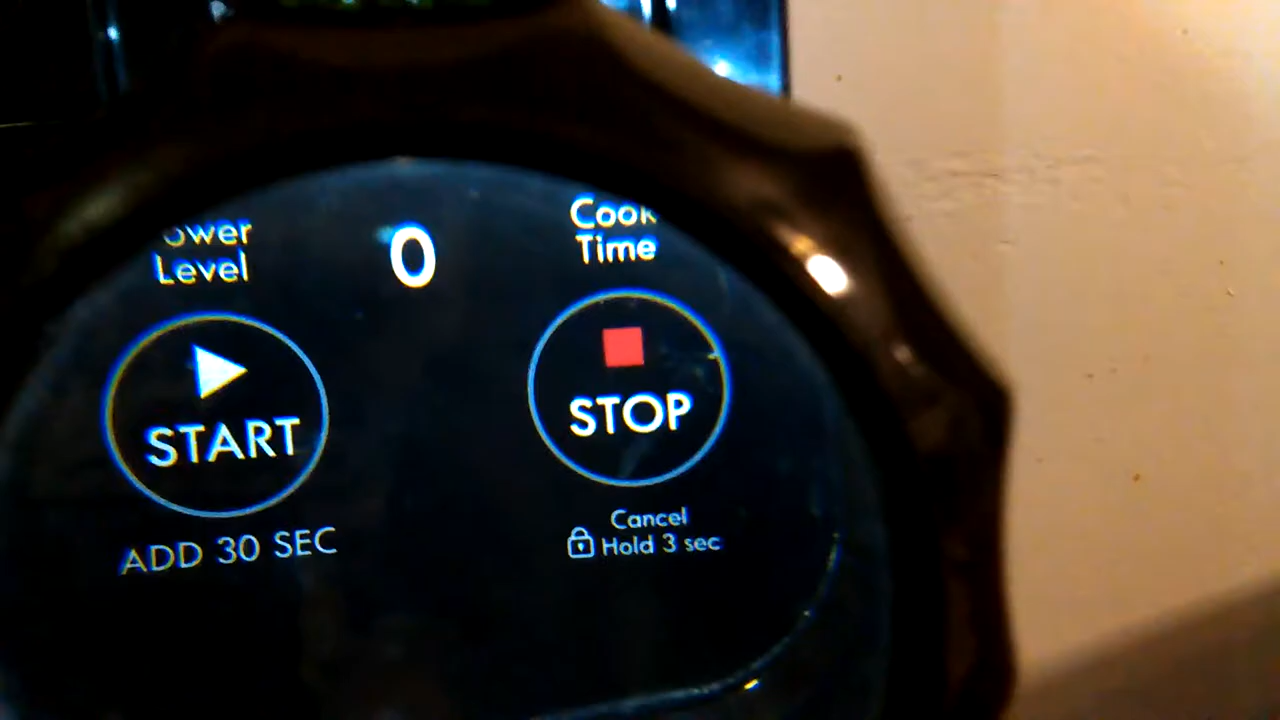 ower
Level
0
Cook
Time
START
STOP
ADD 30 SEC
Cancel
Hold 3 sec